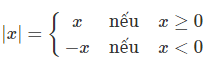 |x| = { x nếu x ≥ 0
-x nếu x < 0